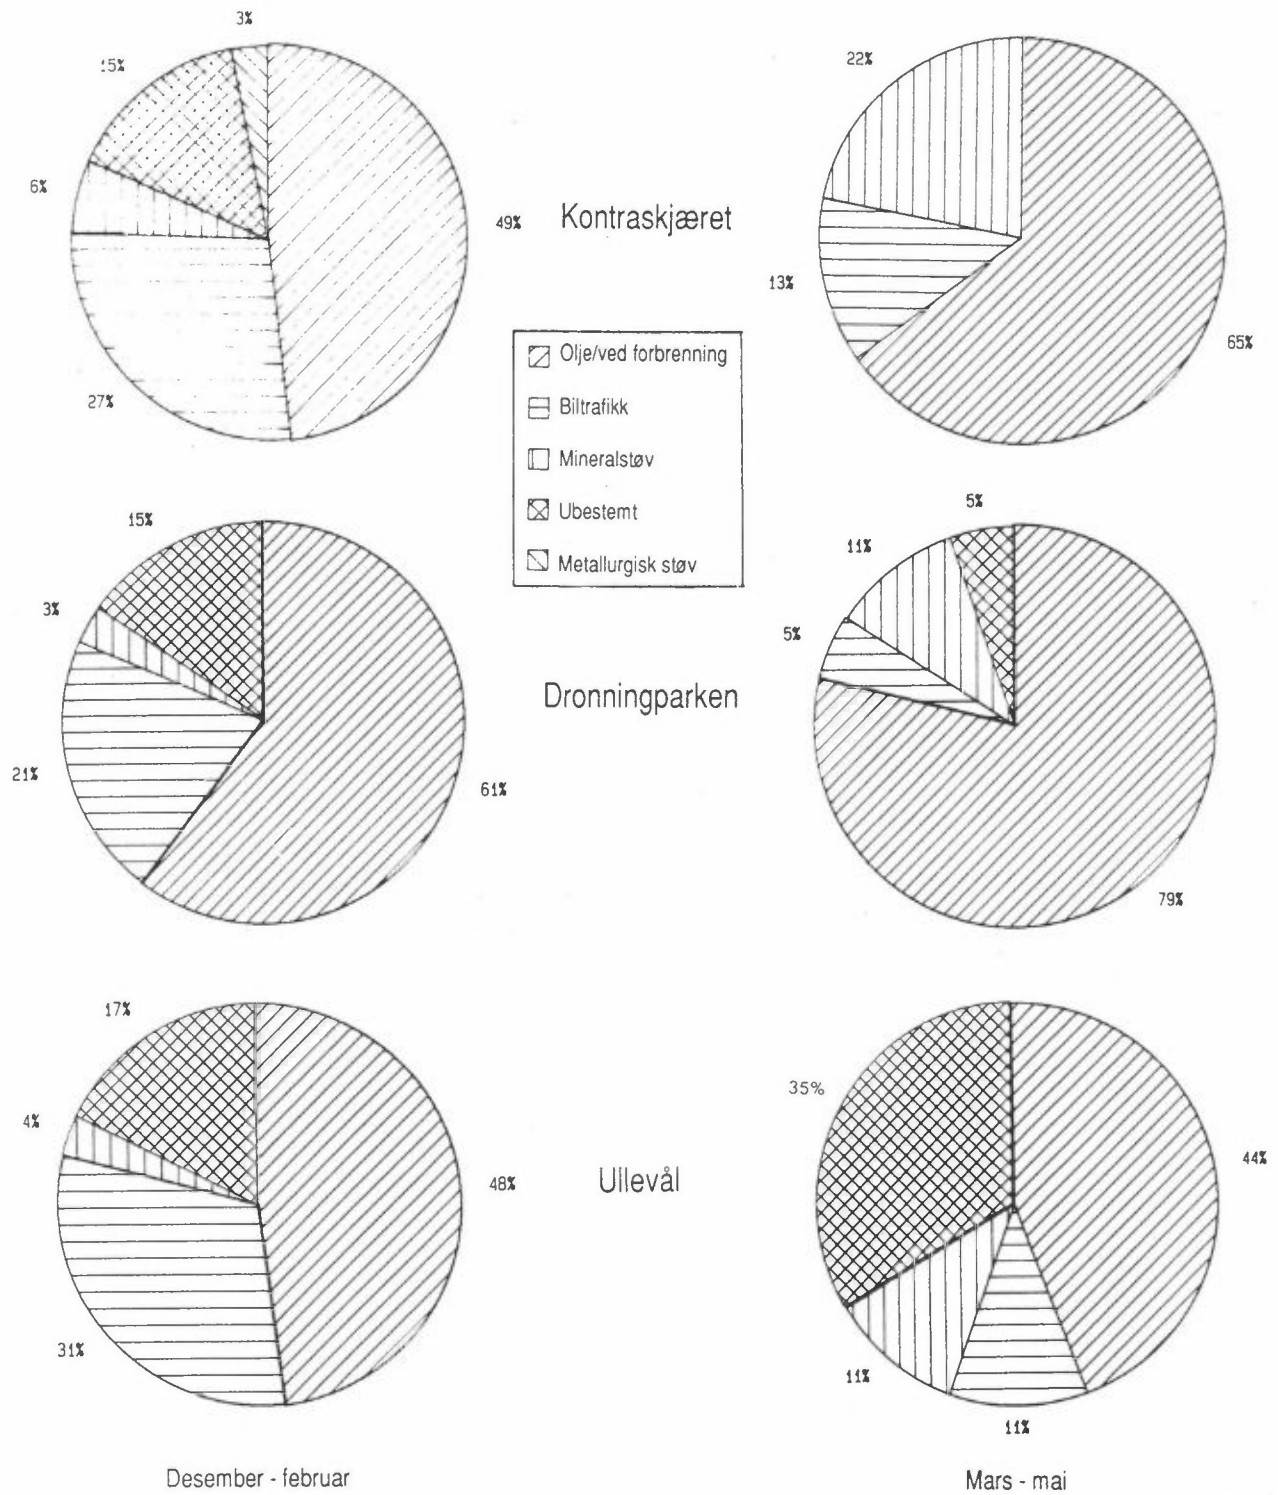 3%
15%
6%
49%
27%
Kontraskjæret
22%
13%
65%
Olje/ved forbrenning
Biltrafikk
Mineralstøv
Ubestemt
Metallurgisk støv
15%
3%
21%
61%
Dronningparken
5%
11%
5%
79%
17%
4%
48%
31%
Ullevål
35%
44%
11%
11%
Desember - februar
Mars - mai